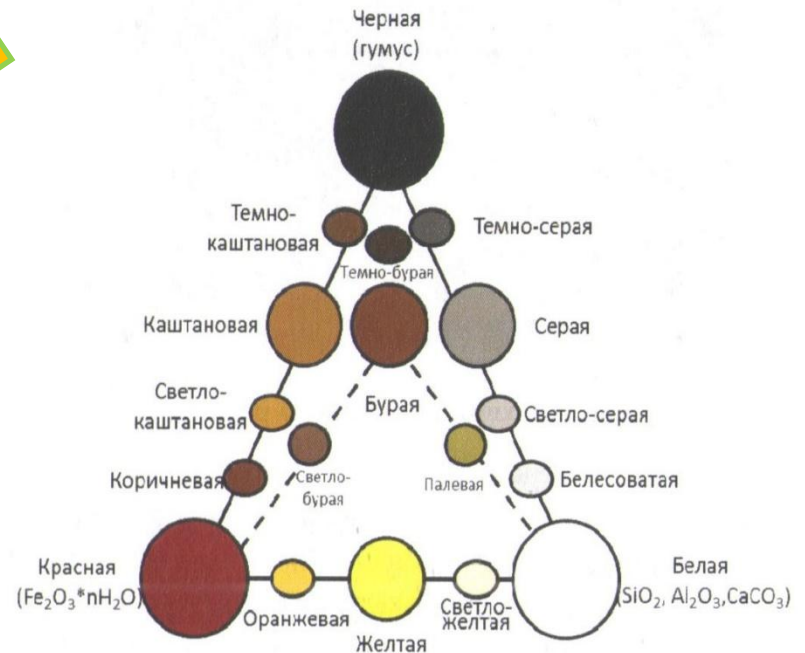 Черная
(гумус)
Темно-
каштановая
Темно-серая
Темно-бурая
Каштановая
Серая
Бурая
Светло-
каштановая
Светло-серая
Коричневая
Светло-
бурая
Палевая
Белесоватая
Красная
(Fe₂O₃*nH₂O)
Белая
(SiO₂, Al₂O₃,CaCO₃)
Оранжевая
Светло-
желтая
Желтая